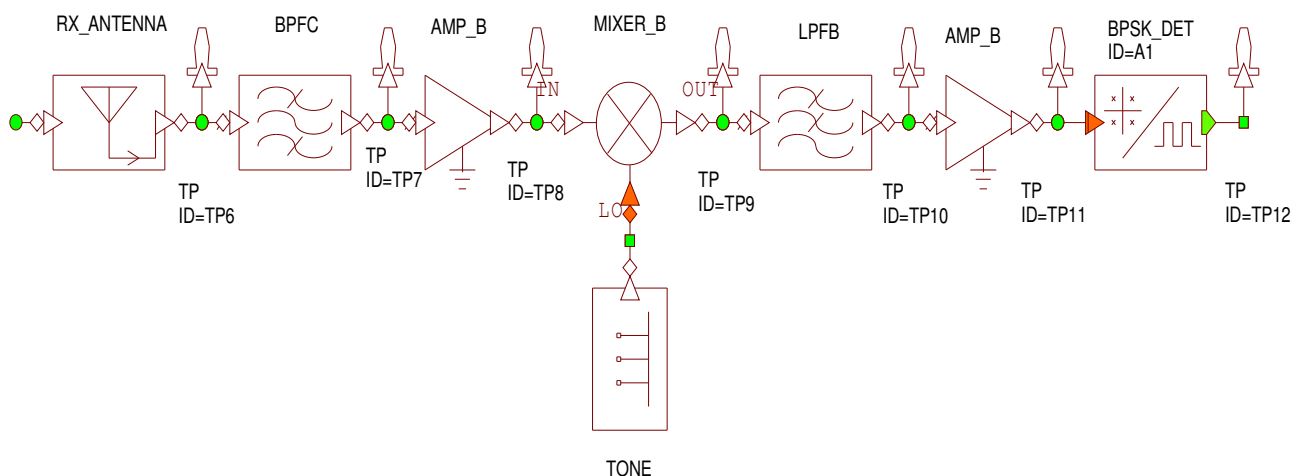 RX_ANTENNA
BPFC
AMP_B
MIXER_B
LPFB
AMP_B
BPSK_DET
ID=A1
IN
OUT
LO
TP
ID=TP6
TP
ID=TP7
TP
ID=TP8
TP
ID=TP9
TP
ID=TP10
TP
ID=TP11
TP
ID=TP12
TONE